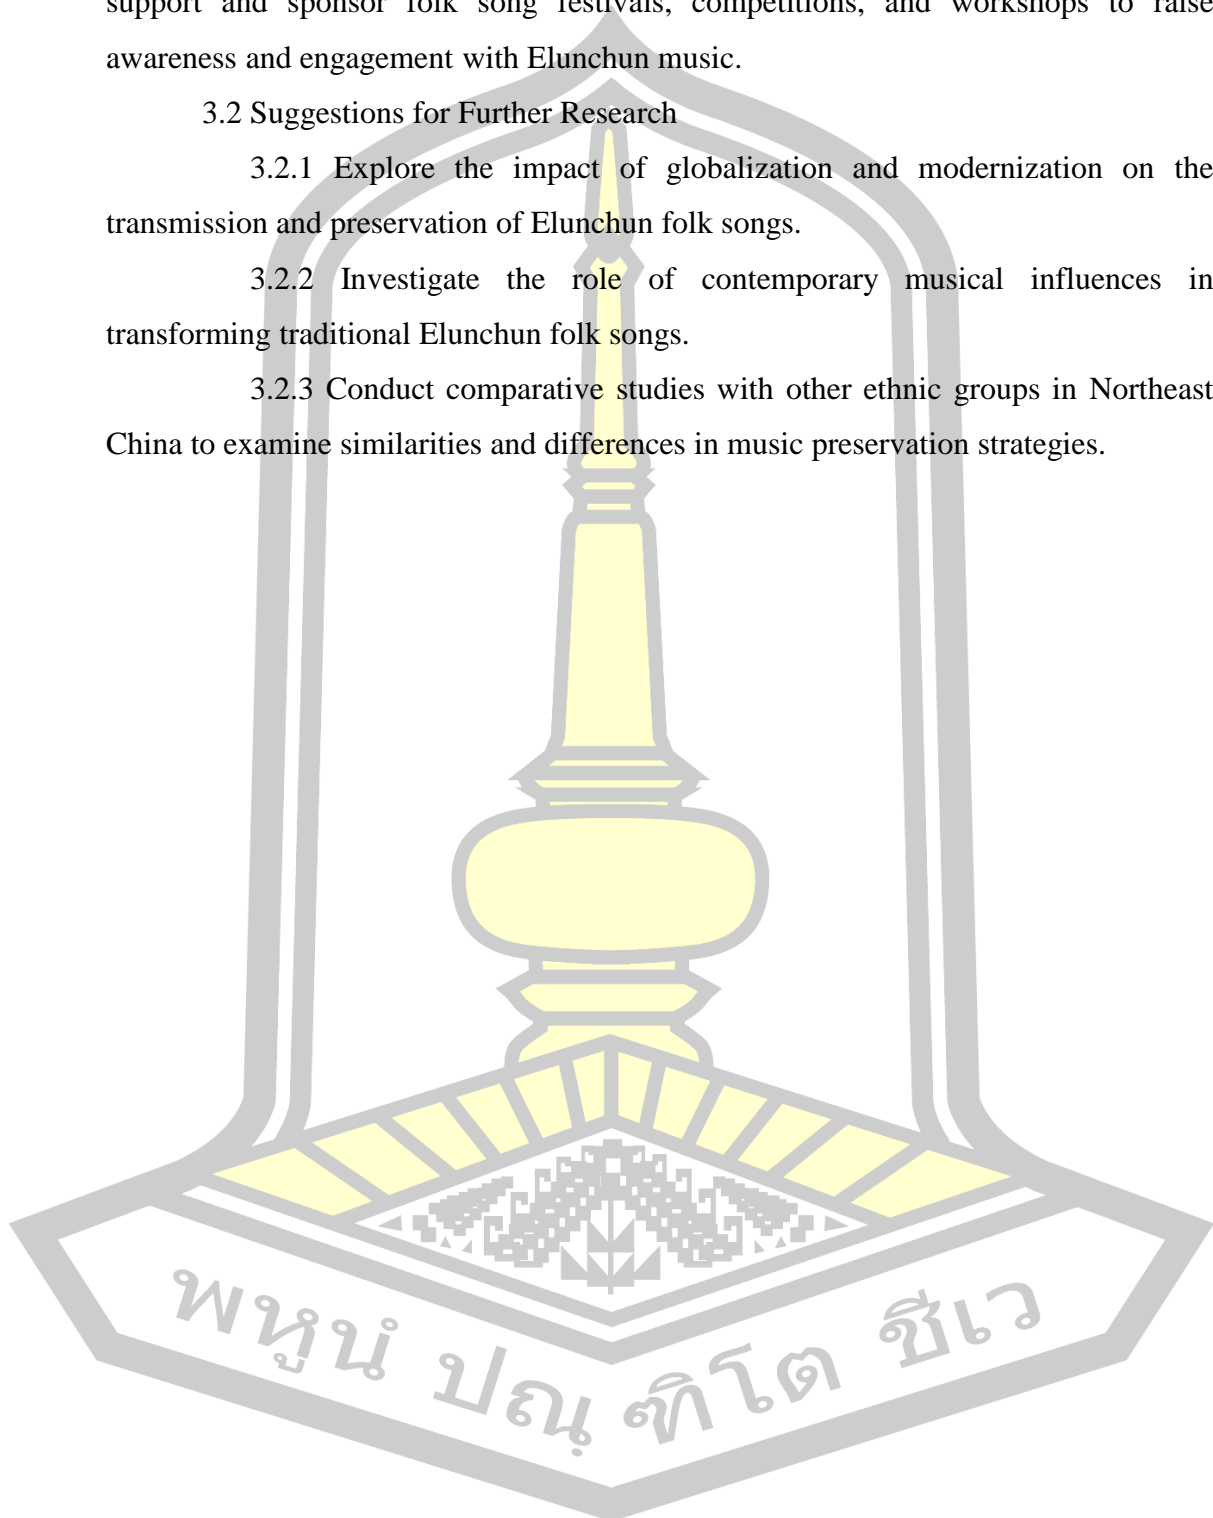 support and sponsor folk song festivals, competitions, and workshops to raise
awareness and engagement with Elunchun music.
3.2 Suggestions for Further Research
3.2.1 Explore the impact of globalization and modernization on the
transmission and preservation of Elunchun folk songs.
3.2.2 Investigate the role of contemporary musical influences in
transforming traditional Elunchun folk songs.
3.2.3 Conduct comparative studies with other ethnic groups in Northeast
China to examine similarities and differences in music preservation strategies.
พหูนํ ปณฺฑิโต ชีเว